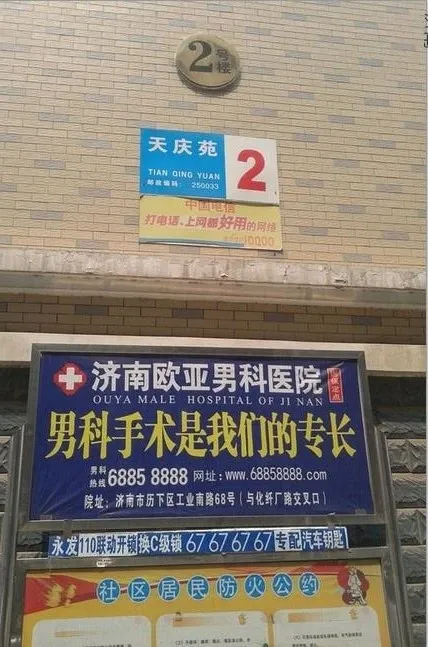 2号楼
天庆苑
2
TIAN QING YUAN
邮政编码: 250033
中国电信
打电话、上网都好用的网络
10000
济南欧亚男科医院
OUYA MALE HOSPITAL OF JI NAN
男科手术是我们的专长
男科热线 6885 8888 网址: www.68858888.com
院址: 济南市历下区工业南路68号 (与化纤厂路交叉口)
永发110联动开锁换C级锁 67 67 67 67 专配汽车钥匙
社区居民防火公约